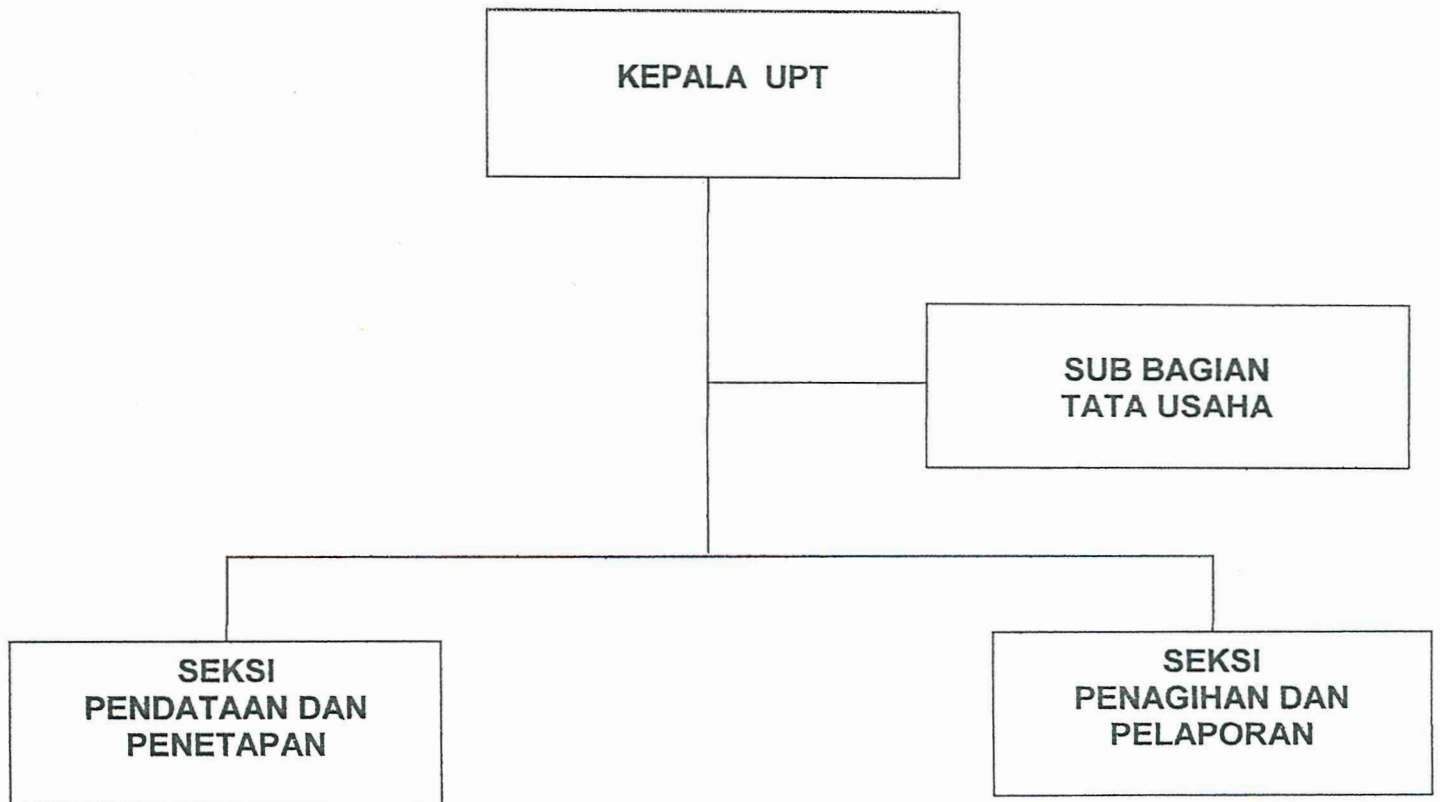 KEPALA UPT
SUB BAGIAN
TATA USAHA
SEKSI
PENDATAAN DAN
PENETAPAN
SEKSI
PENAGIHAN DAN
PELAPORAN